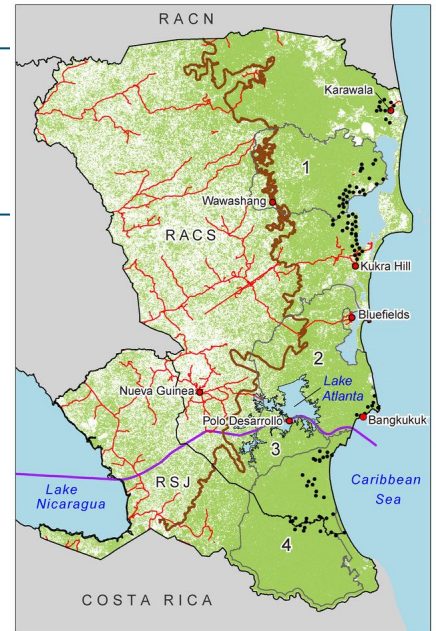 RACN
Karawala
1
Wawashang
RACS
Kukra Hill
Bluefields
2
Lake
Atlanta
Nueva Guinea
Polo Desarrollo
Bangkukuk
3
Caribbean
Sea
Lake
Nicaragua
RSJ
4
COSTA RICA